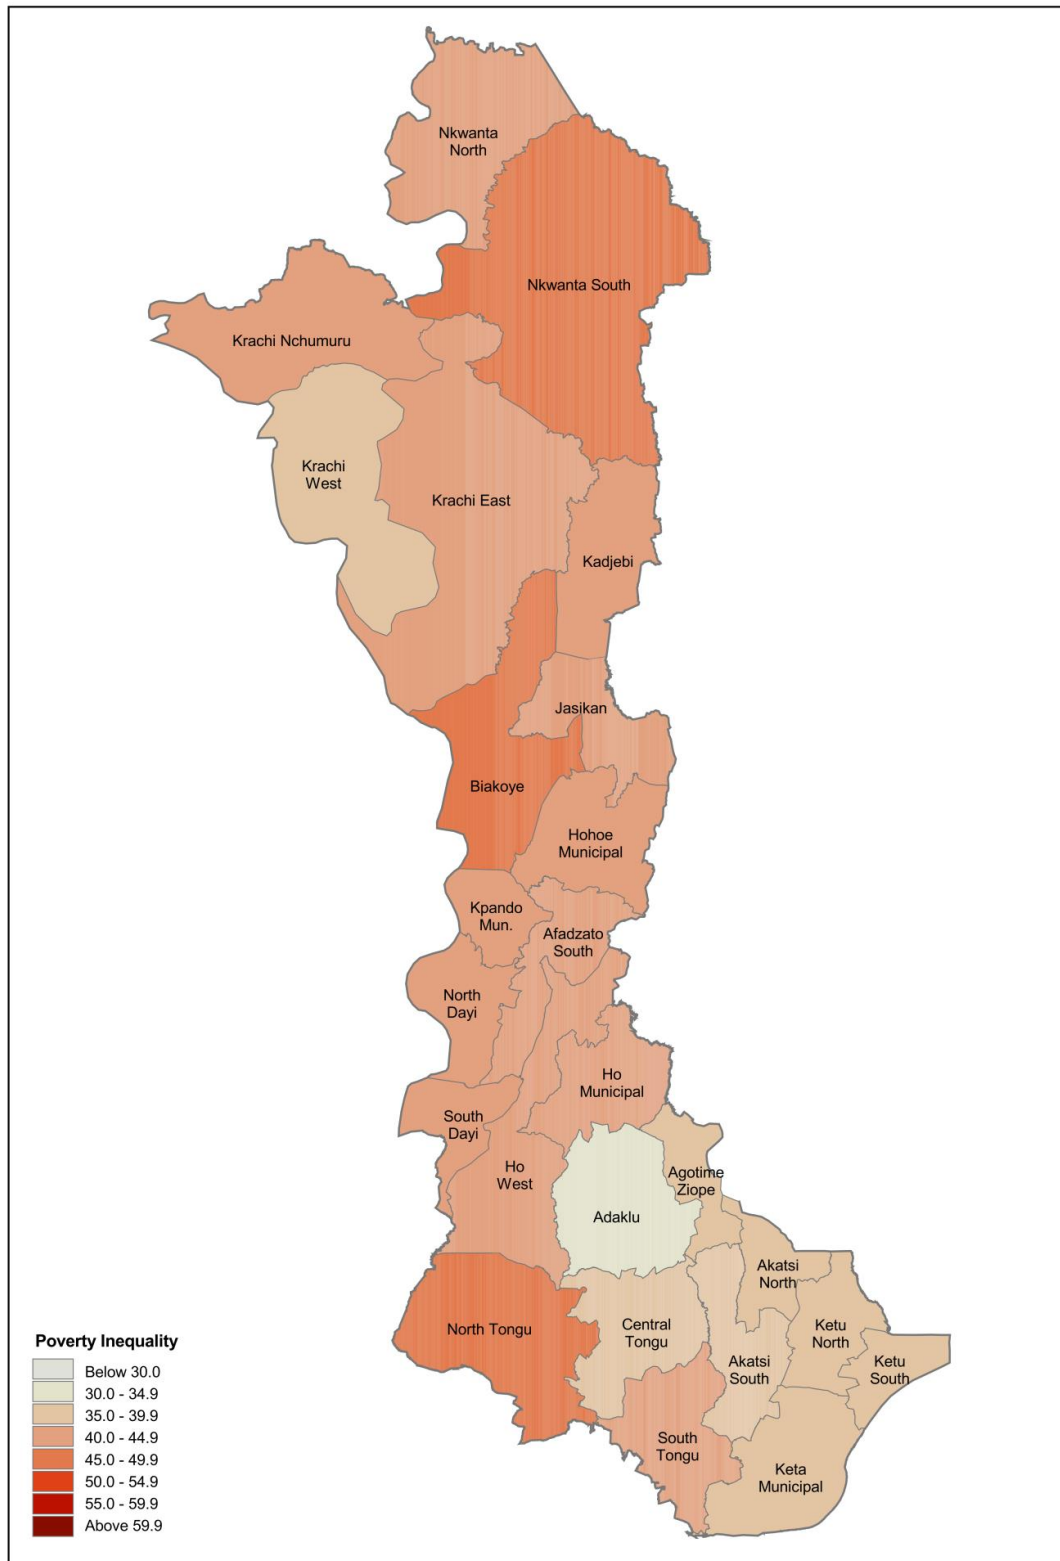 Nkwanta
North
Nkwanta South
Krachi Nchumuru
Krachi
West
Krachi East
Kadjebi
Jasikan
Biakoye
Hohoe
Municipal
Kpando
Mun.
Afadzato
South
North
Dayi
Ho
Municipal
South
Dayi
Ho
West
Agotime
Ziope
Adaklu
Akatsi
North
North Tongu
Central
Tongu
Ketu
North
Akatsi
South
Ketu
South
South
Tongu
Keta
Municipal
Poverty Inequality
Below 30.0
30.0 - 34.9
35.0 - 39.9
40.0 - 44.9
45.0 - 49.9
50.0 - 54.9
55.0 - 59.9
Above 59.9